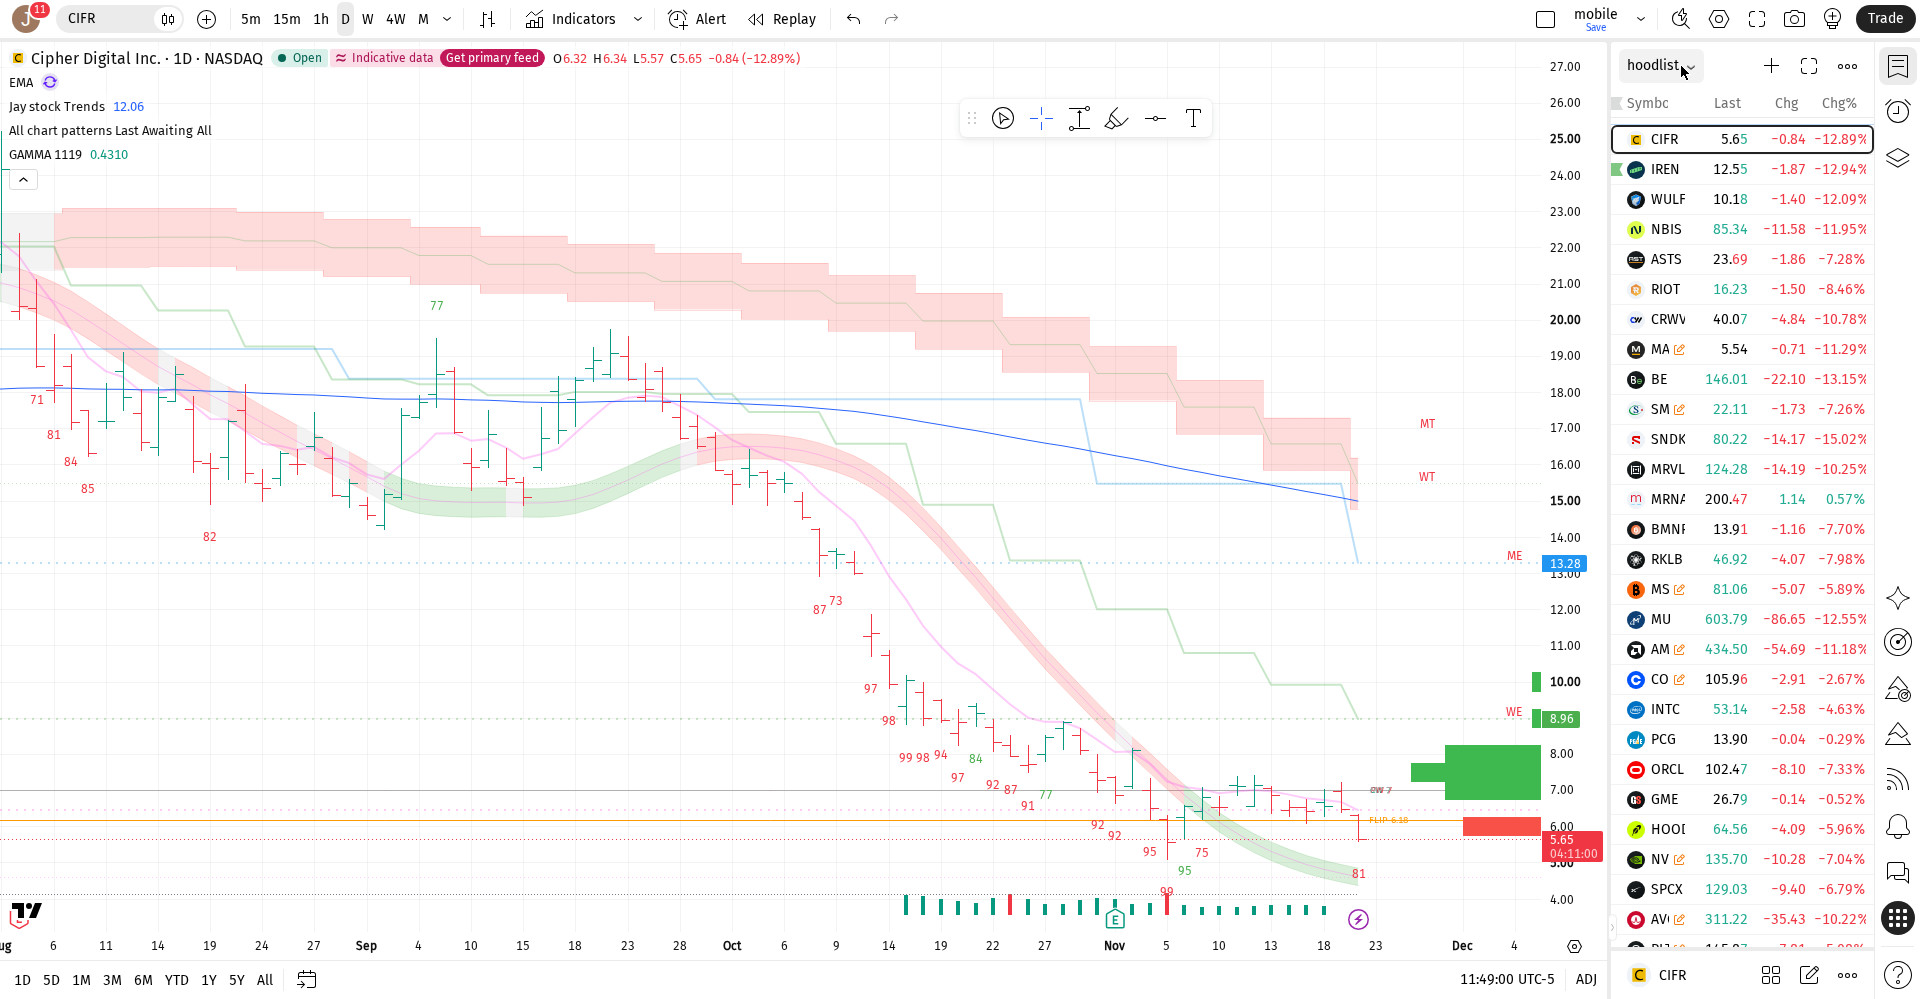 J 11 CIFR 5m 15m 1h D W 4W M Indicators Alert Replay mobile Save Trade
C Cipher Digital Inc. · 1D · NASDAQ Open Indicative data Get primary feed O6.32 H6.34 L5.57 C5.65 −0.84 (−12.89%)
EMA
Jay stock Trends 12.06
All chart patterns Last Awaiting All
GAMMA 1119 0.4310
27.00
26.00
25.00
24.00
23.00
22.00
21.00
20.00
19.00
18.00
17.00
16.00
15.00
14.00
13.28
13.00
12.00
11.00
10.00
8.96
8.00
7.00
6.00
5.65
04:11:00
5.00
4.00
77
71
81
84
85
82
MT
WT
ME
WE
87 73
97
98
99 98 94
97
84
92 87
91
77
92
92
95
75
95
99
81
FLIP 6.18
E
ug 6 11 14 19 24 27 Sep 4 10 15 18 23 28 Oct 6 9 14 19 22 27 Nov 5 10 13 18 23 Dec 4
1D 5D 1M 3M 6M YTD 1Y 5Y All 11:49:00 UTC-5 ADJ
hoodlist
Symbc Last Chg Chg%
CIFR 5.65 −0.84 −12.89%
IREN 12.55 −1.87 −12.94%
WULF 10.18 −1.40 −12.09%
NBIS 85.34 −11.58 −11.95%
ASTS 23.69 −1.86 −7.28%
RIOT 16.23 −1.50 −8.46%
CRWV 40.07 −4.84 −10.78%
MA 5.54 −0.71 −11.29%
BE 146.01 −22.10 −13.15%
SM 22.11 −1.73 −7.26%
SNDK 80.22 −14.17 −15.02%
MRVL 124.28 −14.19 −10.25%
MRNA 200.47 1.14 0.57%
BMNF 13.91 −1.16 −7.70%
RKLB 46.92 −4.07 −7.98%
MS 81.06 −5.07 −5.89%
MU 603.79 −86.65 −12.55%
AM 434.50 −54.69 −11.18%
CO 105.96 −2.91 −2.67%
INTC 53.14 −2.58 −4.63%
PCG 13.90 −0.04 −0.29%
ORCL 102.47 −8.10 −7.33%
GME 26.79 −0.14 −0.52%
HOOD 64.56 −4.09 −5.96%
NV 135.70 −10.28 −7.04%
SPCX 129.03 −9.40 −6.79%
AV 311.22 −35.43 −10.22%
CIFR